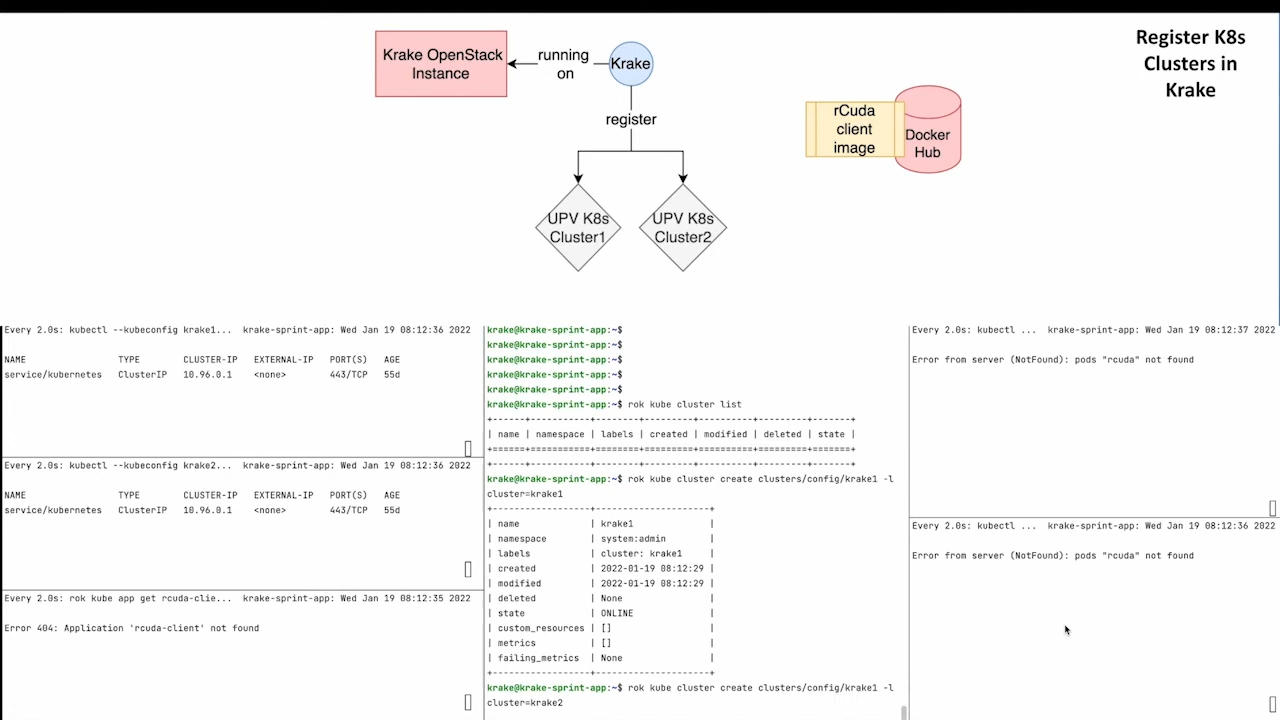 Krake OpenStack
Instance
running
on
Krake
register
UPV K8s
Cluster1
UPV K8s
Cluster2
rCuda
client
image
Docker
Hub
Register K8s
Clusters in
Krake
Every 2.0s: kubectl --kubeconfig krake1... krake-sprint-app: Wed Jan 19 08:12:36 2022
NAME TYPE CLUSTER-IP EXTERNAL-IP PORT(S) AGE
service/kubernetes ClusterIP 10.96.0.1 <none> 443/TCP 55d
Every 2.0s: kubectl --kubeconfig krake2... krake-sprint-app: Wed Jan 19 08:12:36 2022
NAME TYPE CLUSTER-IP EXTERNAL-IP PORT(S) AGE
service/kubernetes ClusterIP 10.96.0.1 <none> 443/TCP 55d
Every 2.0s: rok kube app get rcuda-clie... krake-sprint-app: Wed Jan 19 08:12:35 2022
Error 404: Application 'rcuda-client' not found
krake@krake-sprint-app:~$
krake@krake-sprint-app:~$
krake@krake-sprint-app:~$
krake@krake-sprint-app:~$
krake@krake-sprint-app:~$
krake@krake-sprint-app:~$ rok kube cluster list
+------+-----------+--------+---------+----------+---------+-------+
| name | namespace | labels | created | modified | deleted | state |
+======+===========+========+=========+==========+=========+=======+
+------+-----------+--------+---------+----------+---------+-------+
krake@krake-sprint-app:~$ rok kube cluster create clusters/config/krake1 -l
cluster=krake1
+------------------+---------------------+
| name | krake1 |
| namespace | system:admin |
| labels | cluster: krake1 |
| created | 2022-01-19 08:12:29 |
| modified | 2022-01-19 08:12:29 |
| deleted | None |
| state | ONLINE |
| custom_resources | [] |
| metrics | [] |
| failing_metrics | None |
+------------------+---------------------+
krake@krake-sprint-app:~$ rok kube cluster create clusters/config/krake1 -l
cluster=krake2
Every 2.0s: kubectl ... krake-sprint-app: Wed Jan 19 08:12:37 2022
Error from server (NotFound): pods "rcuda" not found
Every 2.0s: kubectl ... krake-sprint-app: Wed Jan 19 08:12:36 2022
Error from server (NotFound): pods "rcuda" not found